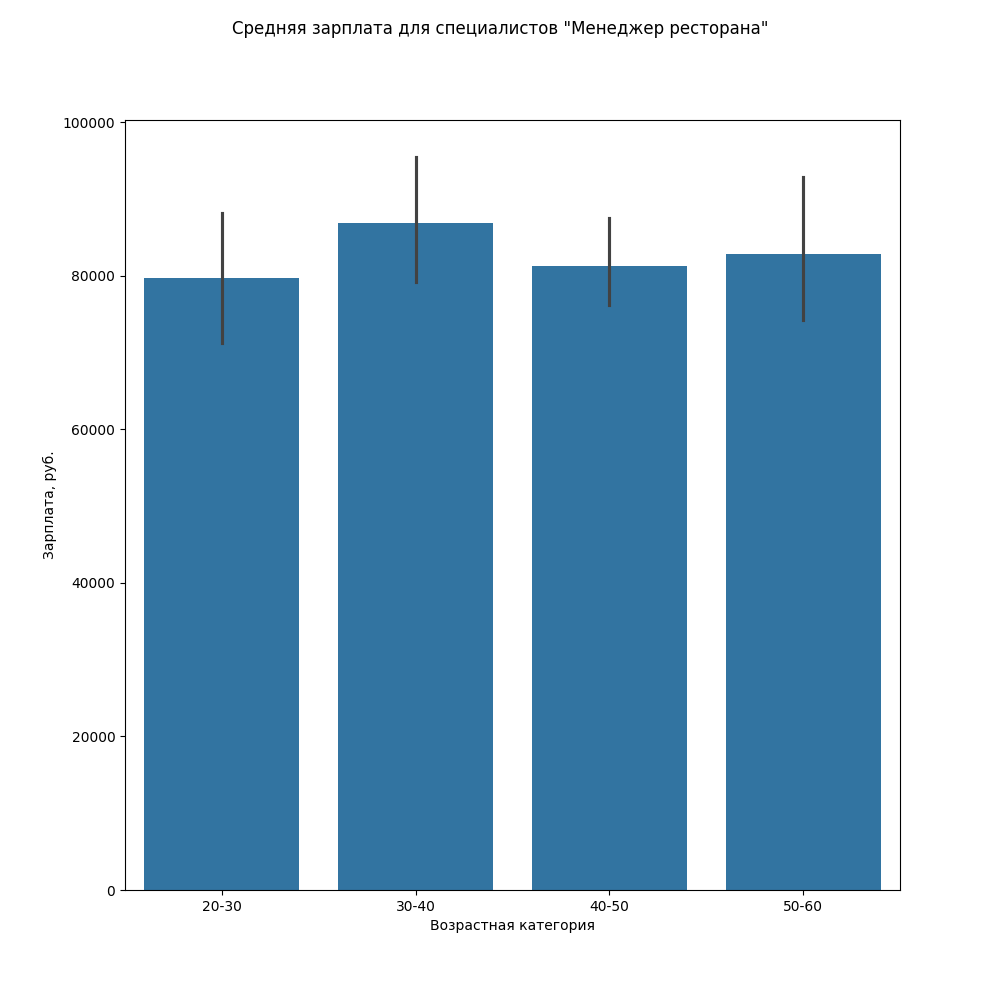 Средняя зарплата для специалистов "Менеджер ресторана"
100000
80000
60000
40000
20000
0
Зарплата, руб.
20-30 30-40 40-50 50-60
Возрастная категория